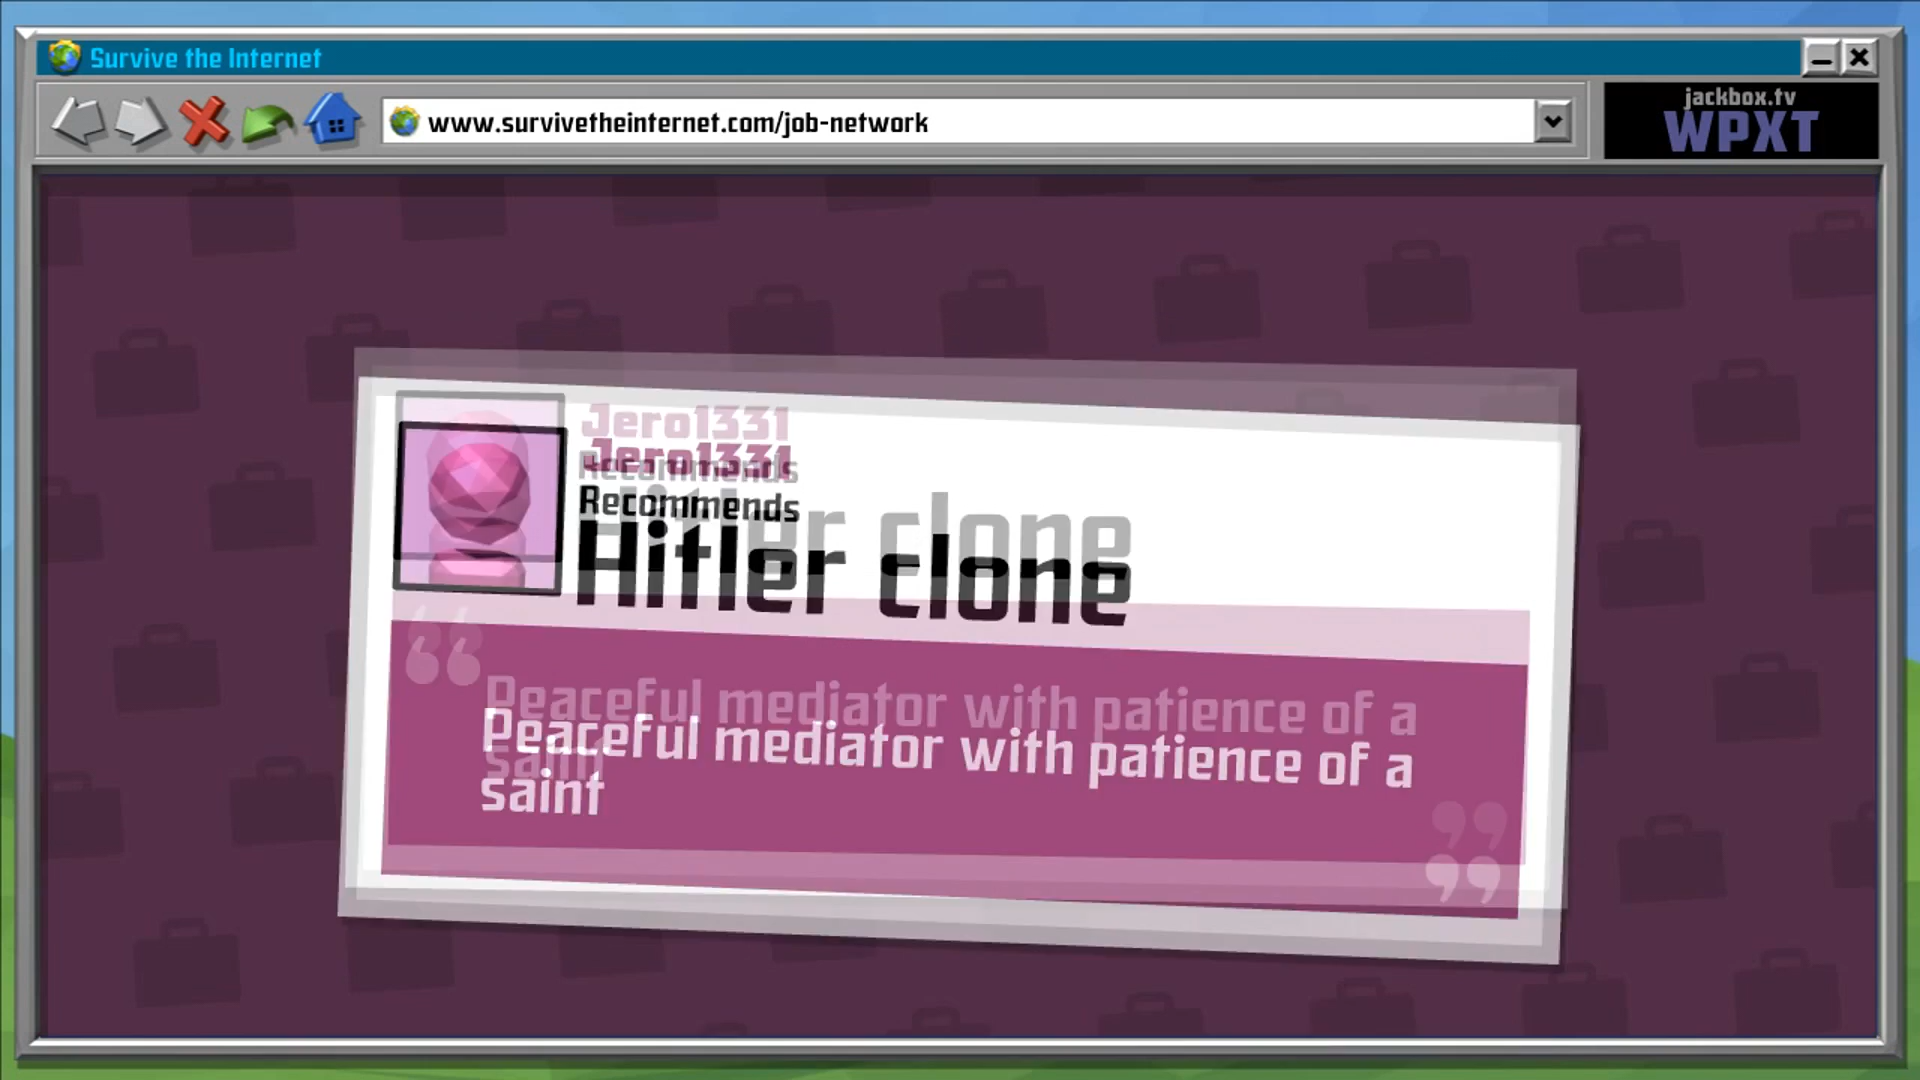 Survive the Internet
www.survivetheinternet.com/job-network
jackbox.tv
WPXT
Jero1331
Recommends
Hitler clone
Peaceful mediator with patience of a
saint